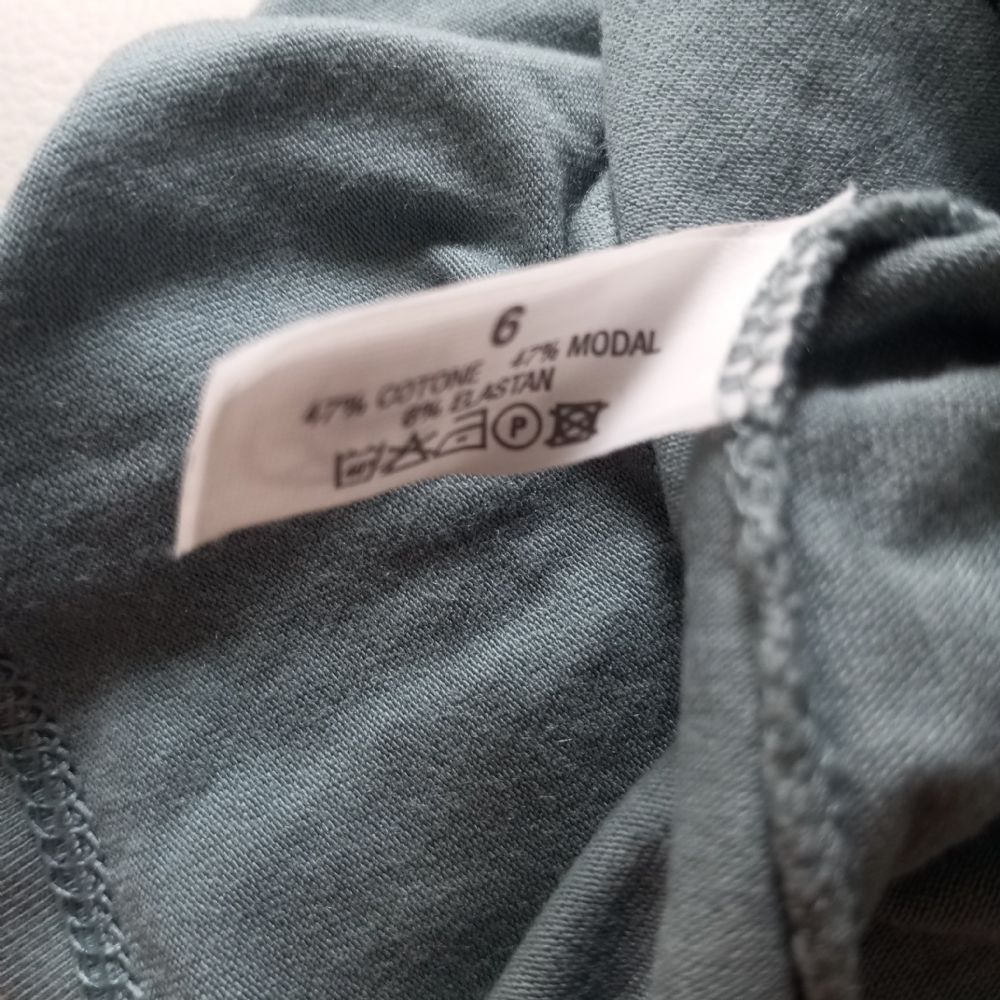 6
47% COTONE 47% MODAL
6% ELASTAN
P